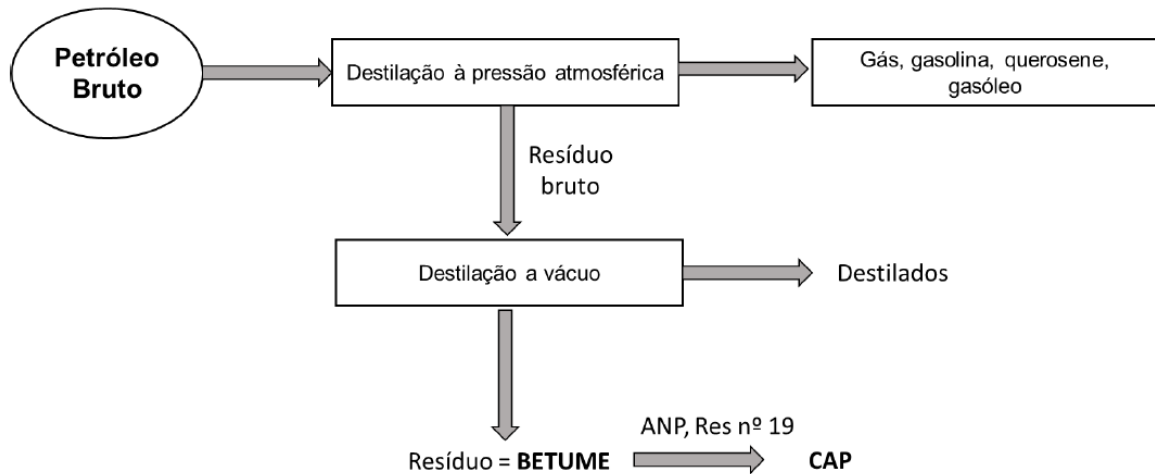 Petróleo
Bruto
Destilação à pressão atmosférica
Gás, gasolina, querosene,
gasóleo
Resíduo
bruto
Destilação a vácuo
Destilados
ANP, Res nº 19
Resíduo = BETUME
CAP